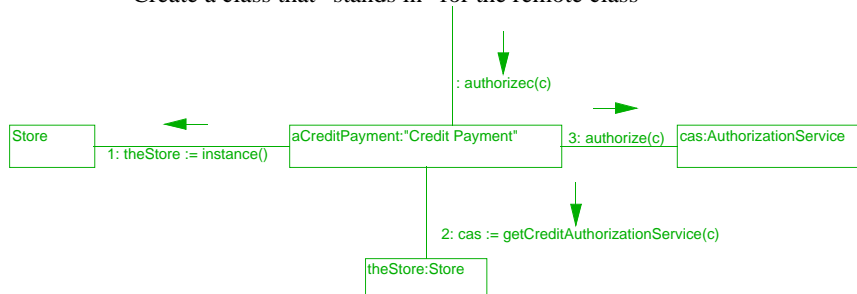 Create a class that "stands in" for the remote class
: authorizec(c)
Store
aCreditPayment:"Credit Payment"
3: authorize(c)
cas:AuthorizationService
1: theStore := instance()
2: cas := getCreditAuthorizationService(c)
theStore:Store